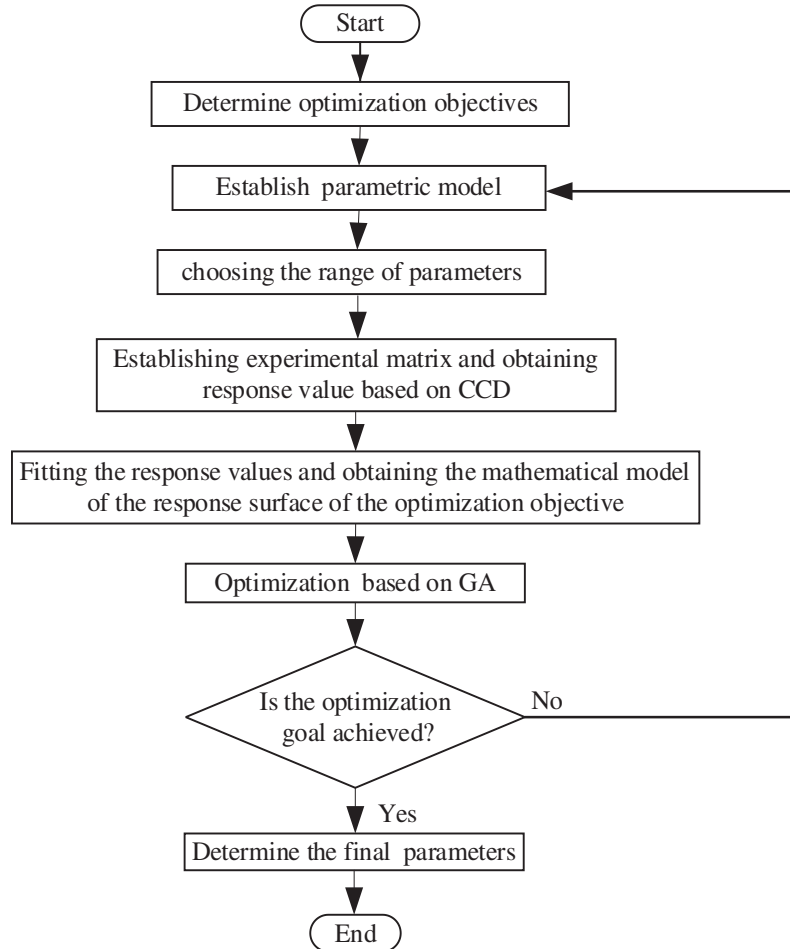 Start
Determine optimization objectives
Establish parametric model
choosing the range of parameters
Establishing experimental matrix and obtaining
response value based on CCD
Fitting the response values and obtaining the mathematical model
of the response surface of the optimization objective
Optimization based on GA
Is the optimization
goal achieved?
No
Yes
Determine the final parameters
End